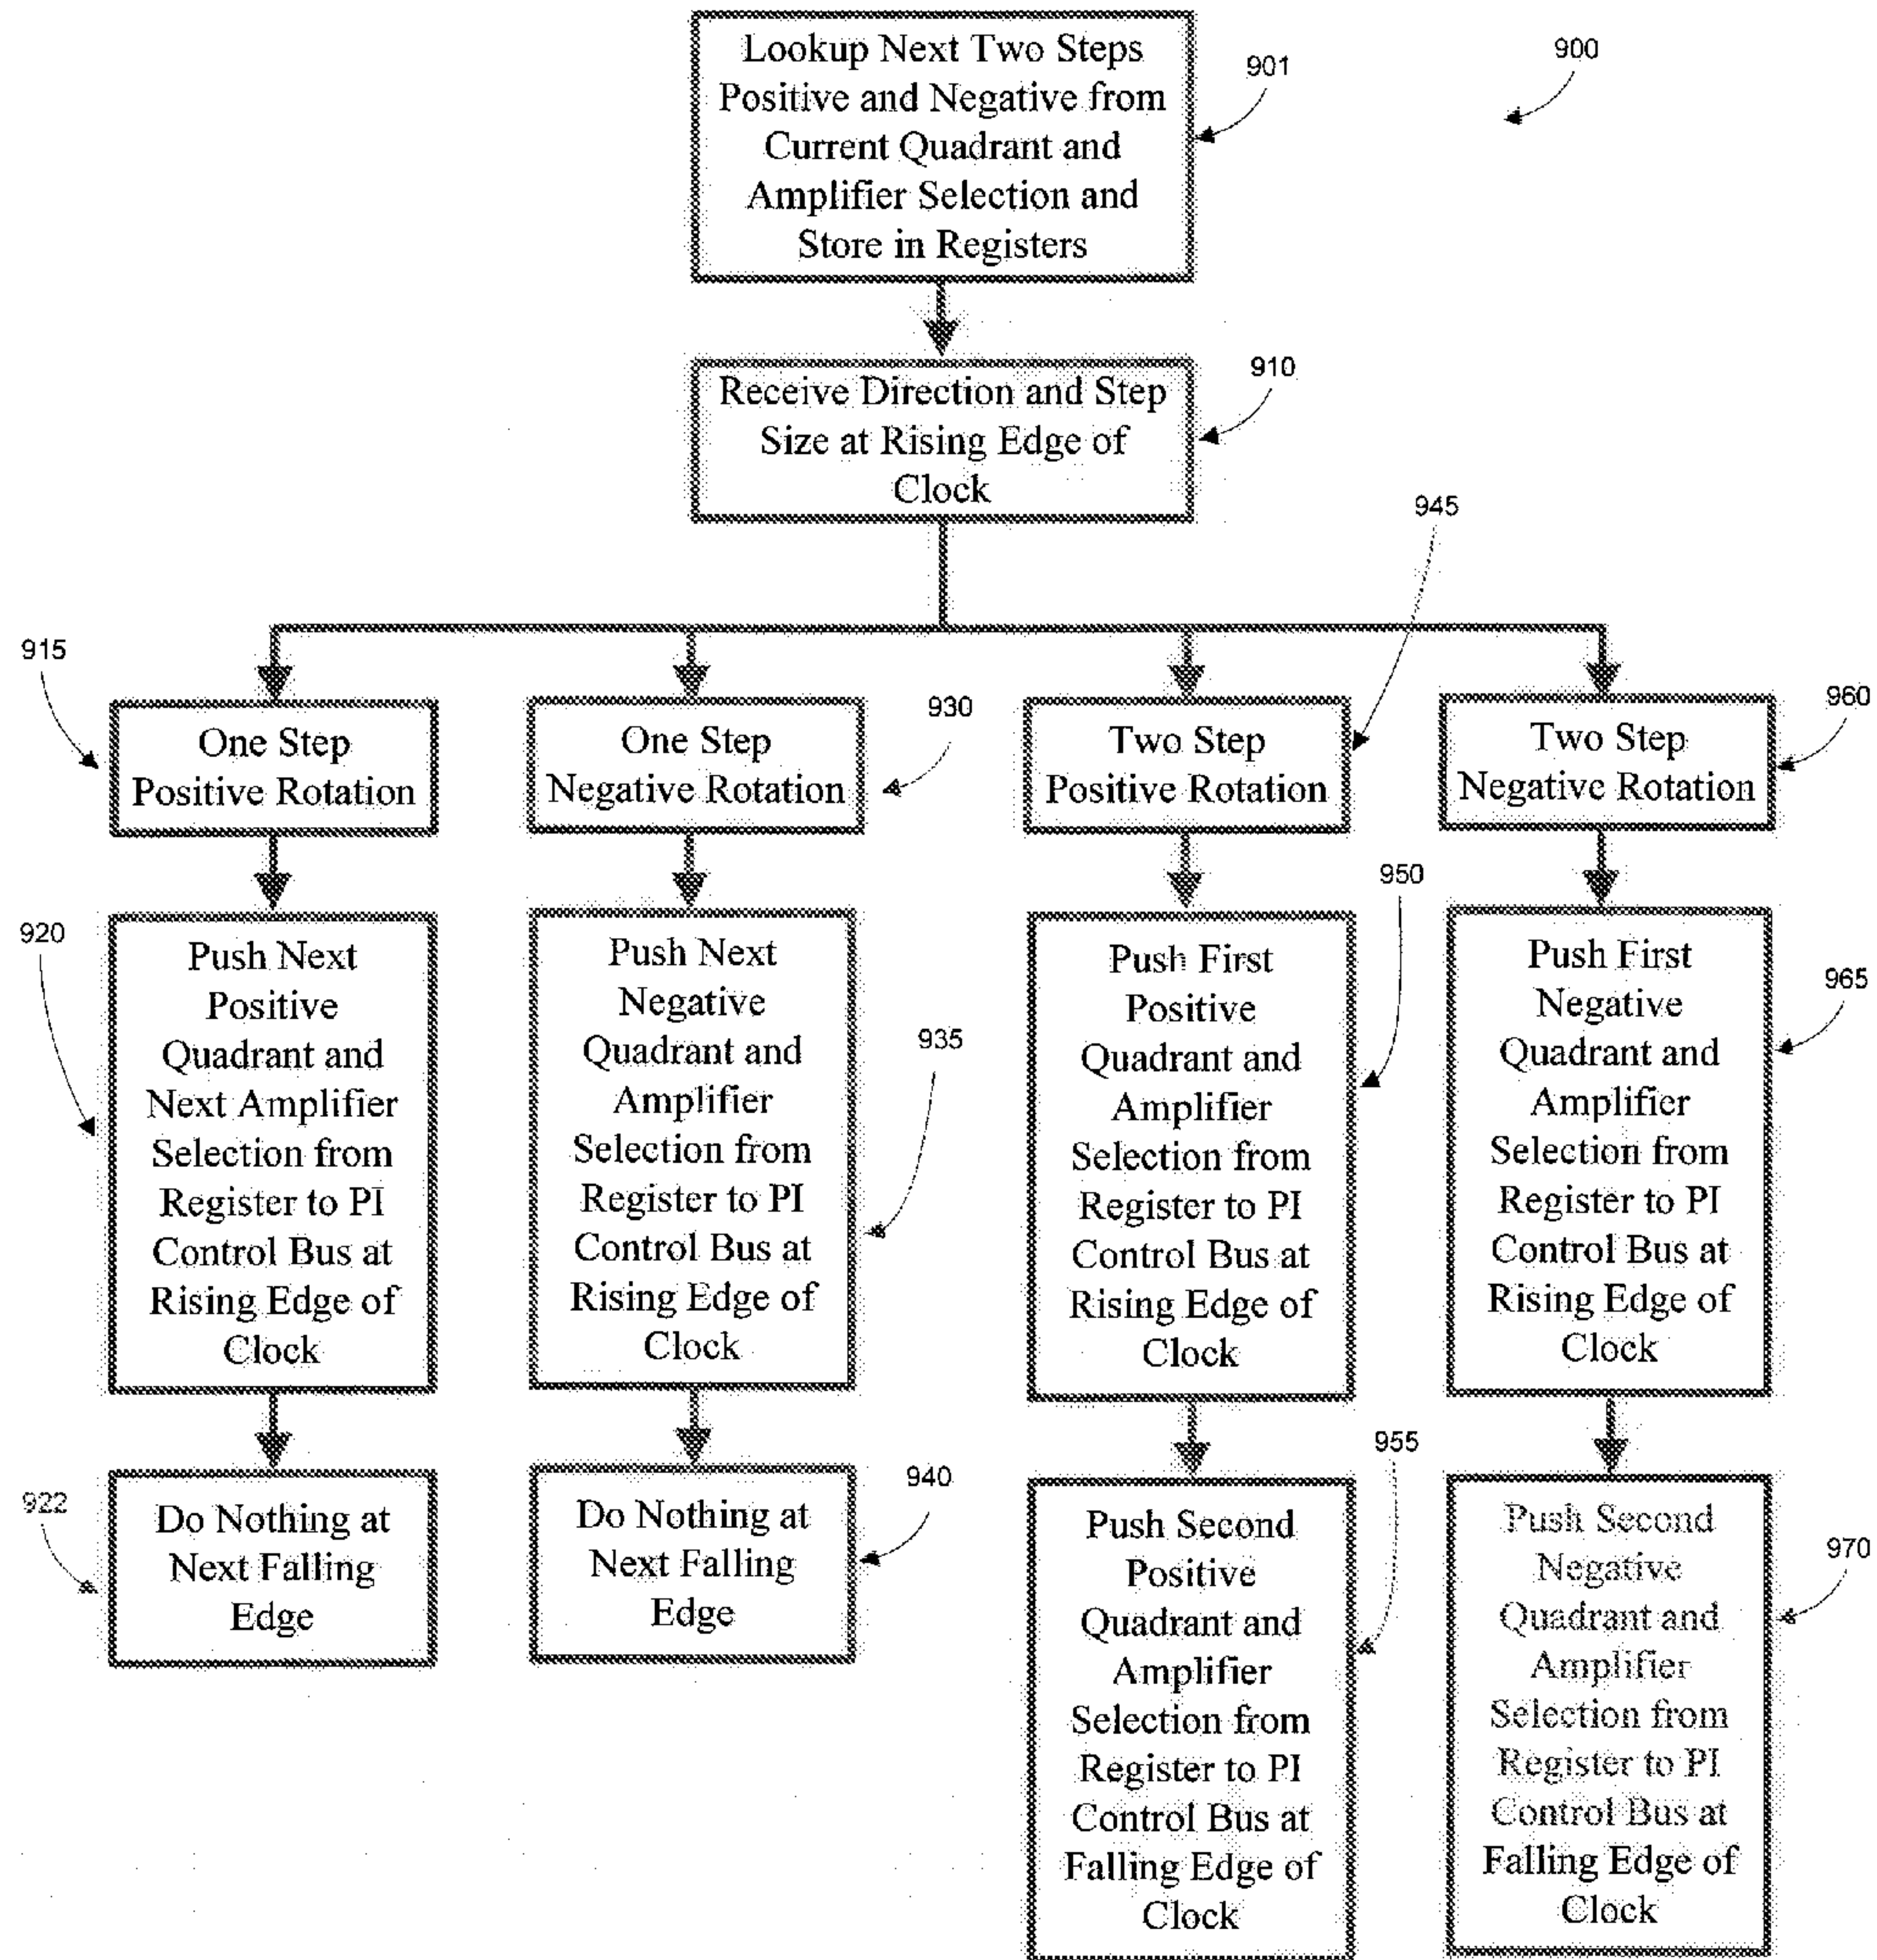 Lookup Next Two Steps
Positive and Negative from
Current Quadrant and
Amplifier Selection and
Store in Registers
901
900
Receive Direction and Step
Size at Rising Edge of
Clock
910
945
915
One Step
Positive Rotation
One Step
Negative Rotation
930
Two Step
Positive Rotation
Two Step
Negative Rotation
960
920
Push Next
Positive
Quadrant and
Next Amplifier
Selection from
Register to PI
Control Bus at
Rising Edge of
Clock
Push Next
Negative
Quadrant and
Amplifier
Selection from
Register to PI
Control Bus at
Rising Edge of
Clock
935
Push First
Positive
Quadrant and
Amplifier
Selection from
Register to PI
Control Bus at
Rising Edge of
Clock
950
Push First
Negative
Quadrant and
Amplifier
Selection from
Register to PI
Control Bus at
Rising Edge of
Clock
965
922
Do Nothing at
Next Falling
Edge
Do Nothing at
Next Falling
Edge
940
Push Second
Positive
Quadrant and
Amplifier
Selection from
Register to PI
Control Bus at
Falling Edge of
Clock
955
Push Second
Negative
Quadrant and
Amplifier
Selection from
Register to PI
Control Bus at
Falling Edge of
Clock
970